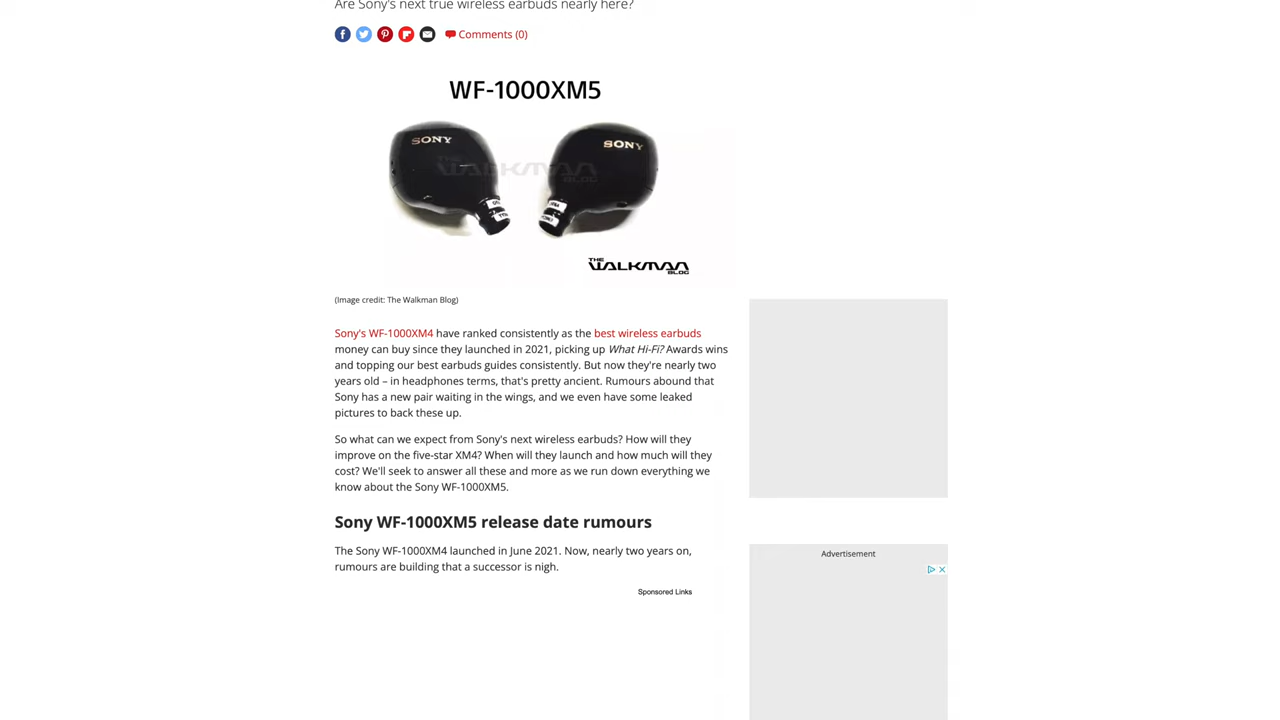 Are Sony's next true wireless earbuds nearly here?
Comments (0)
WF-1000XM5
SONY
SONY
THE
WALKMAN
BLOG
THE
WALKMAN
BLOG
(Image credit: The Walkman Blog)
Sony's WF-1000XM4 have ranked consistently as the best wireless earbuds
money can buy since they launched in 2021, picking up What Hi-Fi? Awards wins
and topping our best earbuds guides consistently. But now they're nearly two
years old – in headphones terms, that's pretty ancient. Rumours abound that
Sony has a new pair waiting in the wings, and we even have some leaked
pictures to back these up.
So what can we expect from Sony's next wireless earbuds? How will they
improve on the five-star XM4? When will they launch and how much will they
cost? We'll seek to answer all these and more as we run down everything we
know about the Sony WF-1000XM5.
Sony WF-1000XM5 release date rumours
The Sony WF-1000XM4 launched in June 2021. Now, nearly two years on,
rumours are building that a successor is nigh.
Sponsored Links
Advertisement